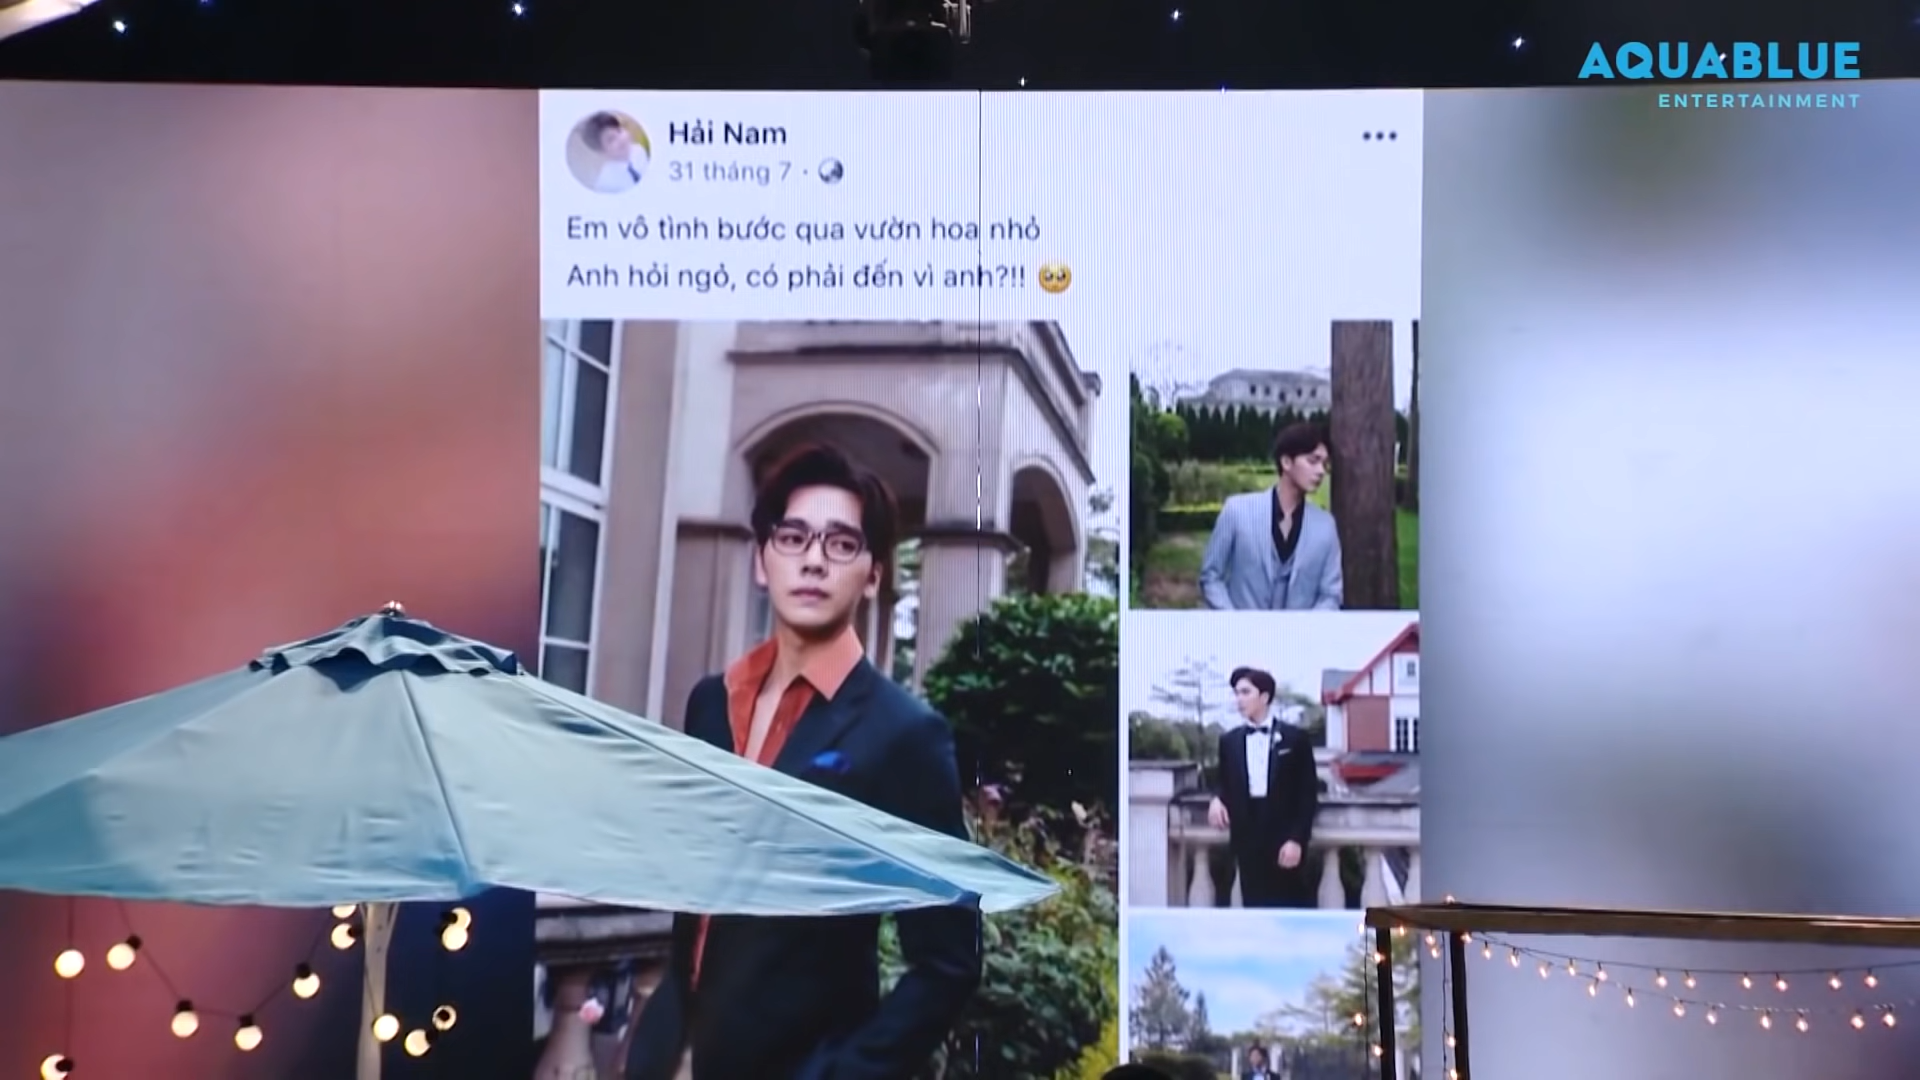 AQUABLUE
ENTERTAINMENT
Hải Nam
31 tháng 7 ·
Em vô tình bước qua vườn hoa nhỏ
Anh hỏi ngỏ, có phải đến vì anh?!! 🥺